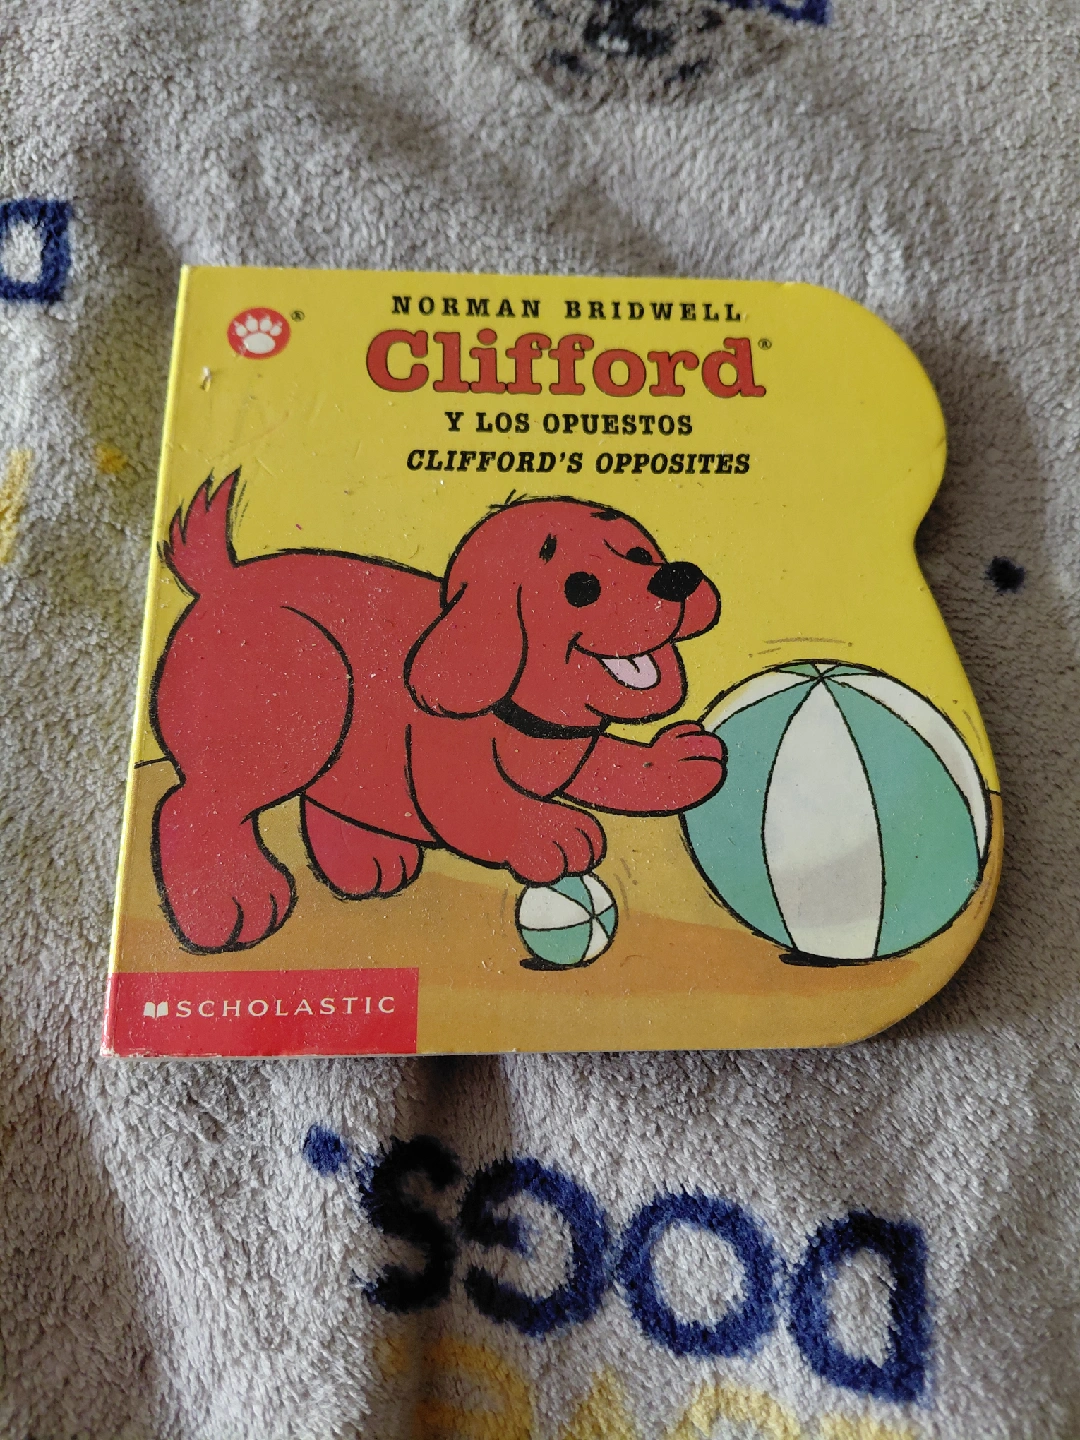 NORMAN BRIDWELL
Clifford®
Y LOS OPUESTOS
CLIFFORD'S OPPOSITES
®
SCHOLASTIC
DOGS.